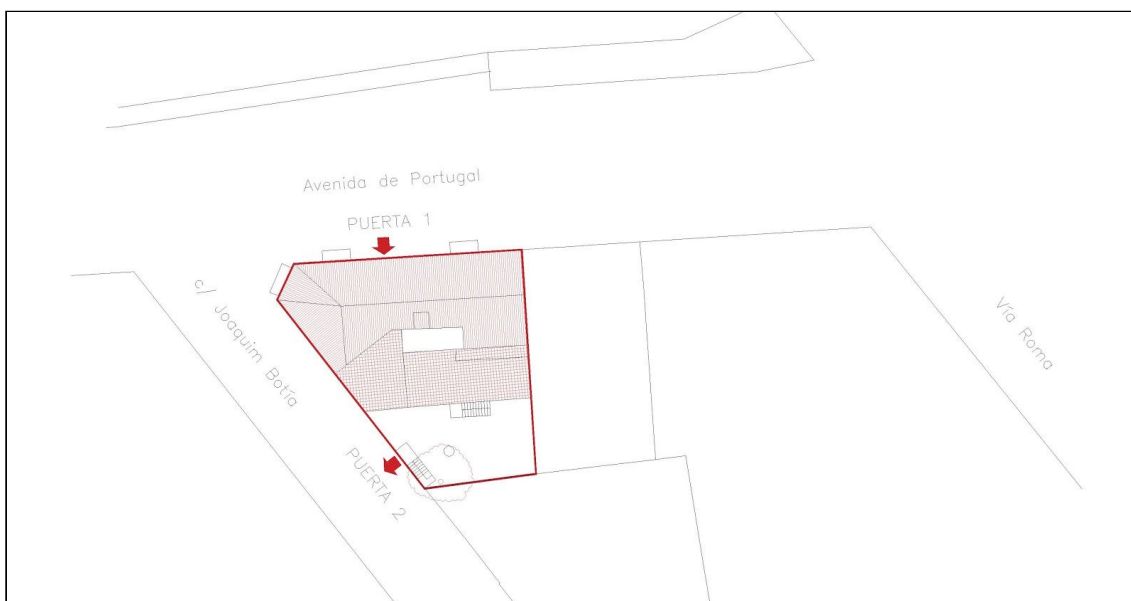 Avenida de Portugal
PUERTA 1
c/ Joaquim Botía
Vía Roma
PUERTA 2